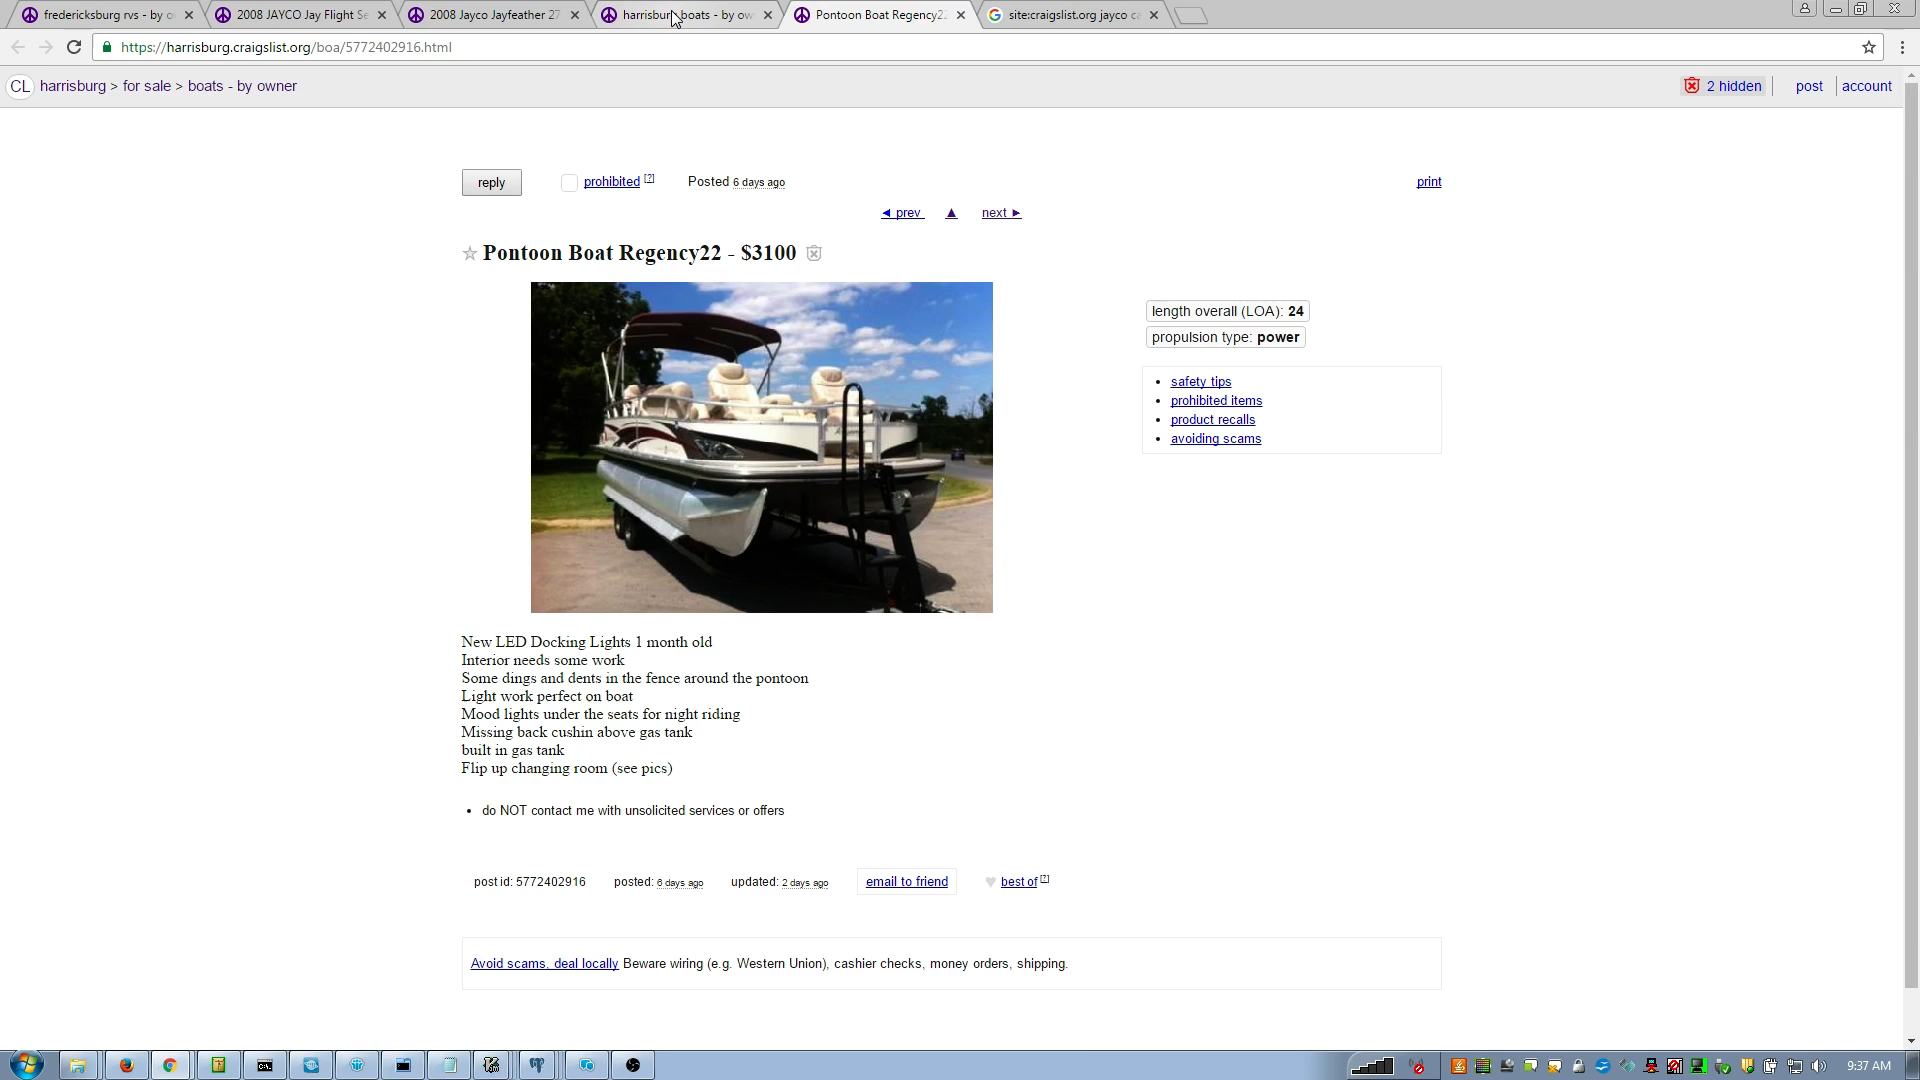 fredericksburg rvs - by o
2008 JAYCO Jay Flight Se
2008 Jayco Jayfeather 27
harrisburg boats - by ow
Pontoon Boat Regency22
site:craigslist.org jayco ca
https://harrisburg.craigslist.org/boa/5772402916.html
CL harrisburg > for sale > boats - by owner
2 hidden
post
account
reply
prohibited [?]
Posted 6 days ago
print
◄ prev ▲ next ►
☆ Pontoon Boat Regency22 - $3100
length overall (LOA): 24
propulsion type: power
• safety tips
• prohibited items
• product recalls
• avoiding scams
New LED Docking Lights 1 month old
Interior needs some work
Some dings and dents in the fence around the pontoon
Light work perfect on boat
Mood lights under the seats for night riding
Missing back cushin above gas tank
built in gas tank
Flip up changing room (see pics)
• do NOT contact me with unsolicited services or offers
post id: 5772402916
posted: 6 days ago
updated: 2 days ago
email to friend
♥ best of [?]
Avoid scams, deal locally Beware wiring (e.g. Western Union), cashier checks, money orders, shipping.
9:37 AM